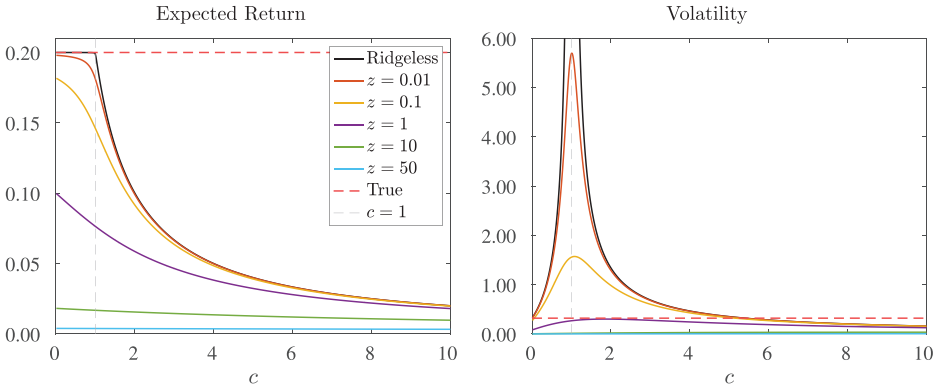 Expected Return
0.20
0.15
0.10
0.05
0.00
0 2 4 6 8 10
c
Ridgeless
z = 0.01
z = 0.1
z = 1
z = 10
z = 50
True
c = 1
Volatility
6.00
5.00
4.00
3.00
2.00
1.00
0.00
0 2 4 6 8 10
c